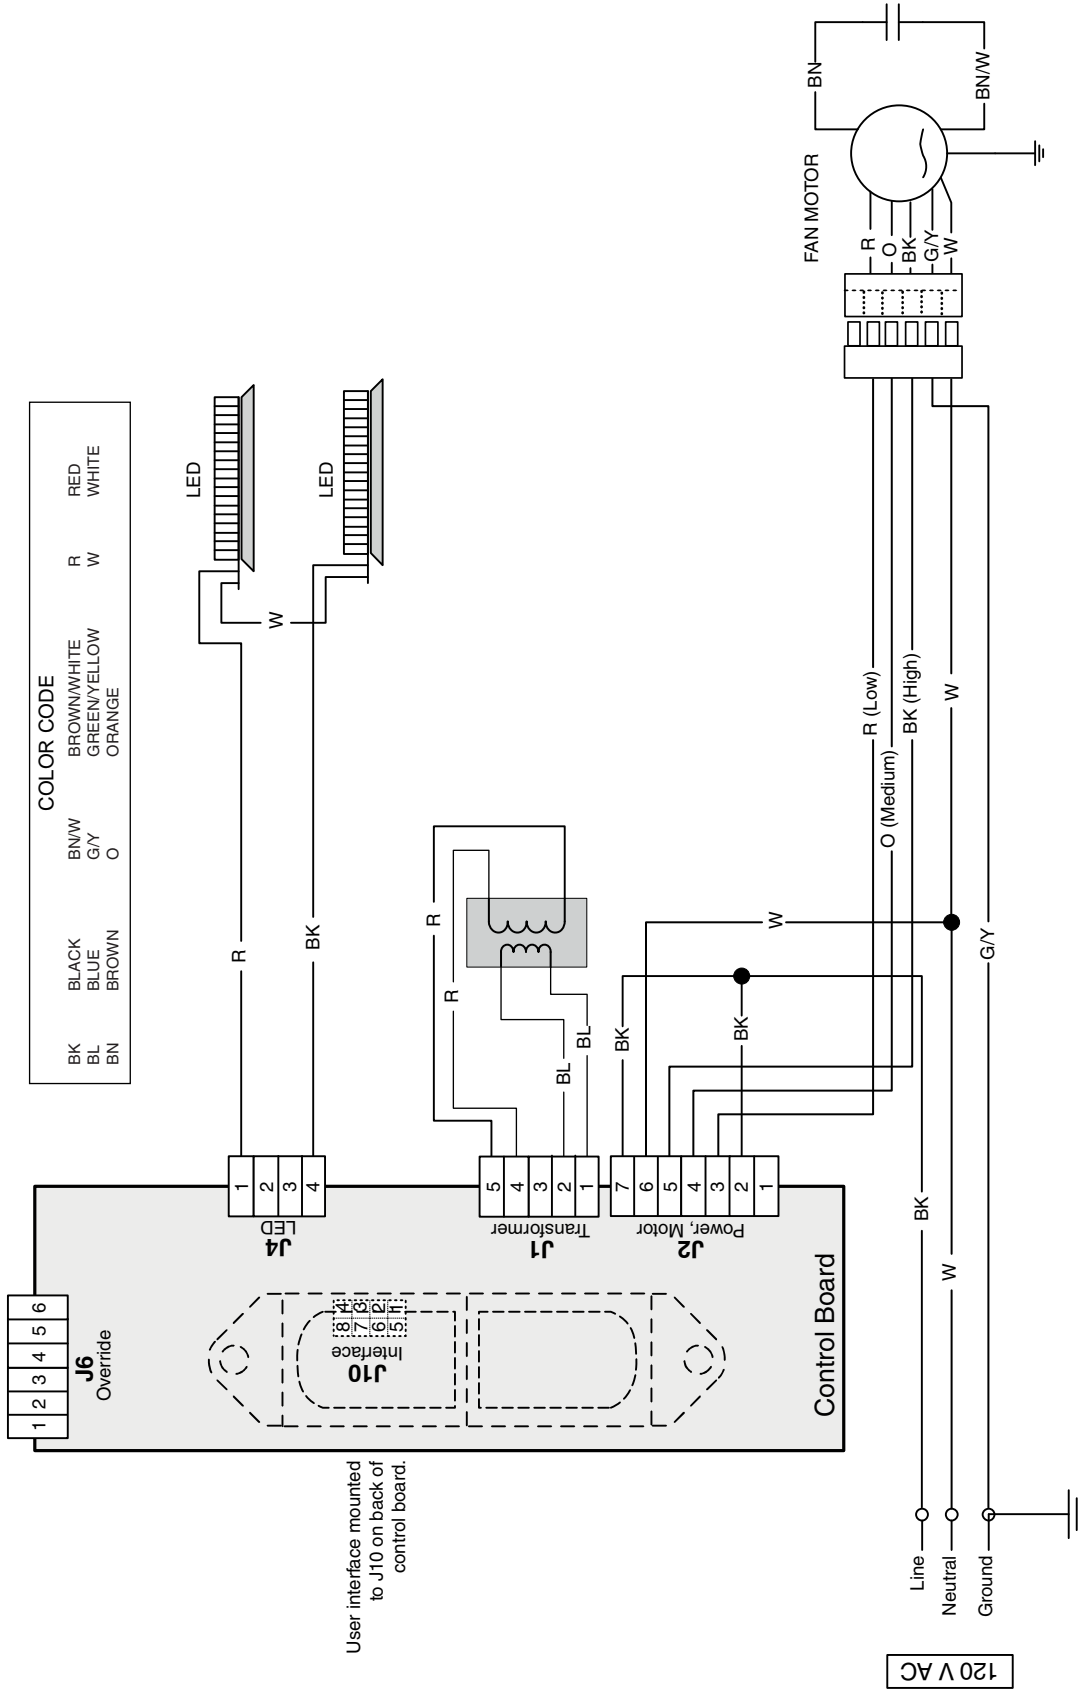 COLOR CODE
BK BLACK BN/W BROWN/WHITE R RED
BL BLUE G/Y GREEN/YELLOW W WHITE
BN BROWN O ORANGE
1 2 3 4 5 6
J6
Override
User interface mounted
to J10 on back of
control board.
8 4
7 3
6 2
5 1
Interface
J10
Control Board
1
2
3
4
LED
J4
5
4
3
2
1
Transformer
J1
7
6
5
4
3
2
1
Power, Motor
J2
R
BK
W
LED
LED
R
R
BL
BL
BK
BK
W
R (Low)
O (Medium)
BK (High)
W
G/Y
BK
W
Line
Neutral
Ground
120 V AC
FAN MOTOR
R
O
BK
G/Y
W
BN
BN/W